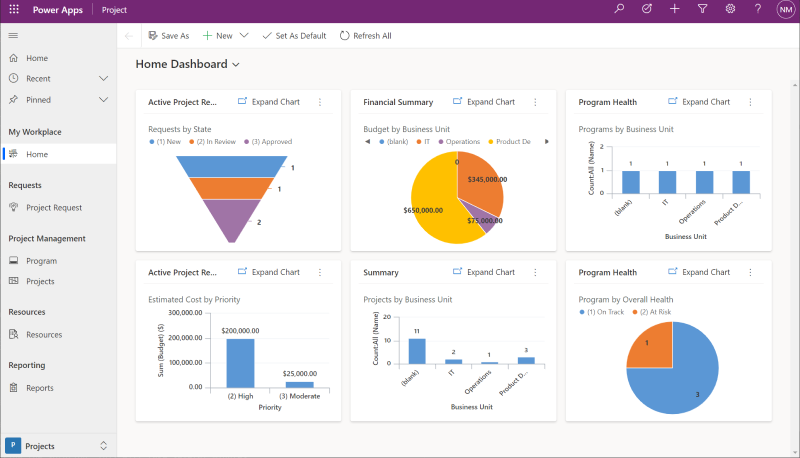 Power Apps Project NM
Save As New Set As Default Refresh All
Home
Recent
Pinned
My Workplace
Home
Requests
Project Request
Project Management
Program
Projects
Resources
Resources
Reporting
Reports
P Projects
Home Dashboard
Active Project Re... Expand Chart
Requests by State
(1) New (2) In Review (3) Approved
1
1
2
Financial Summary Expand Chart
Budget by Business Unit
(blank) IT Operations Product De
0
$345,000.00
$650,000.00
$75,000.00
Program Health Expand Chart
Programs by Business Unit
Count:All (Name)
2
1
0
1 1 1 1
(blank) IT Operations Product D...
Business Unit
Active Project Re... Expand Chart
Estimated Cost by Priority
Sum (Budget) ($)
300,000.00
200,000.00
100,000.00
0.00
$200,000.00
$25,000.00
(2) High (3) Moderate
Priority
Summary Expand Chart
Projects by Business Unit
Count:All (Name)
20
10
0
11 2 1 3
(blank) IT Operations Product D...
Business Unit
Program Health Expand Chart
Program by Overall Health
(1) On Track (2) At Risk
1
3